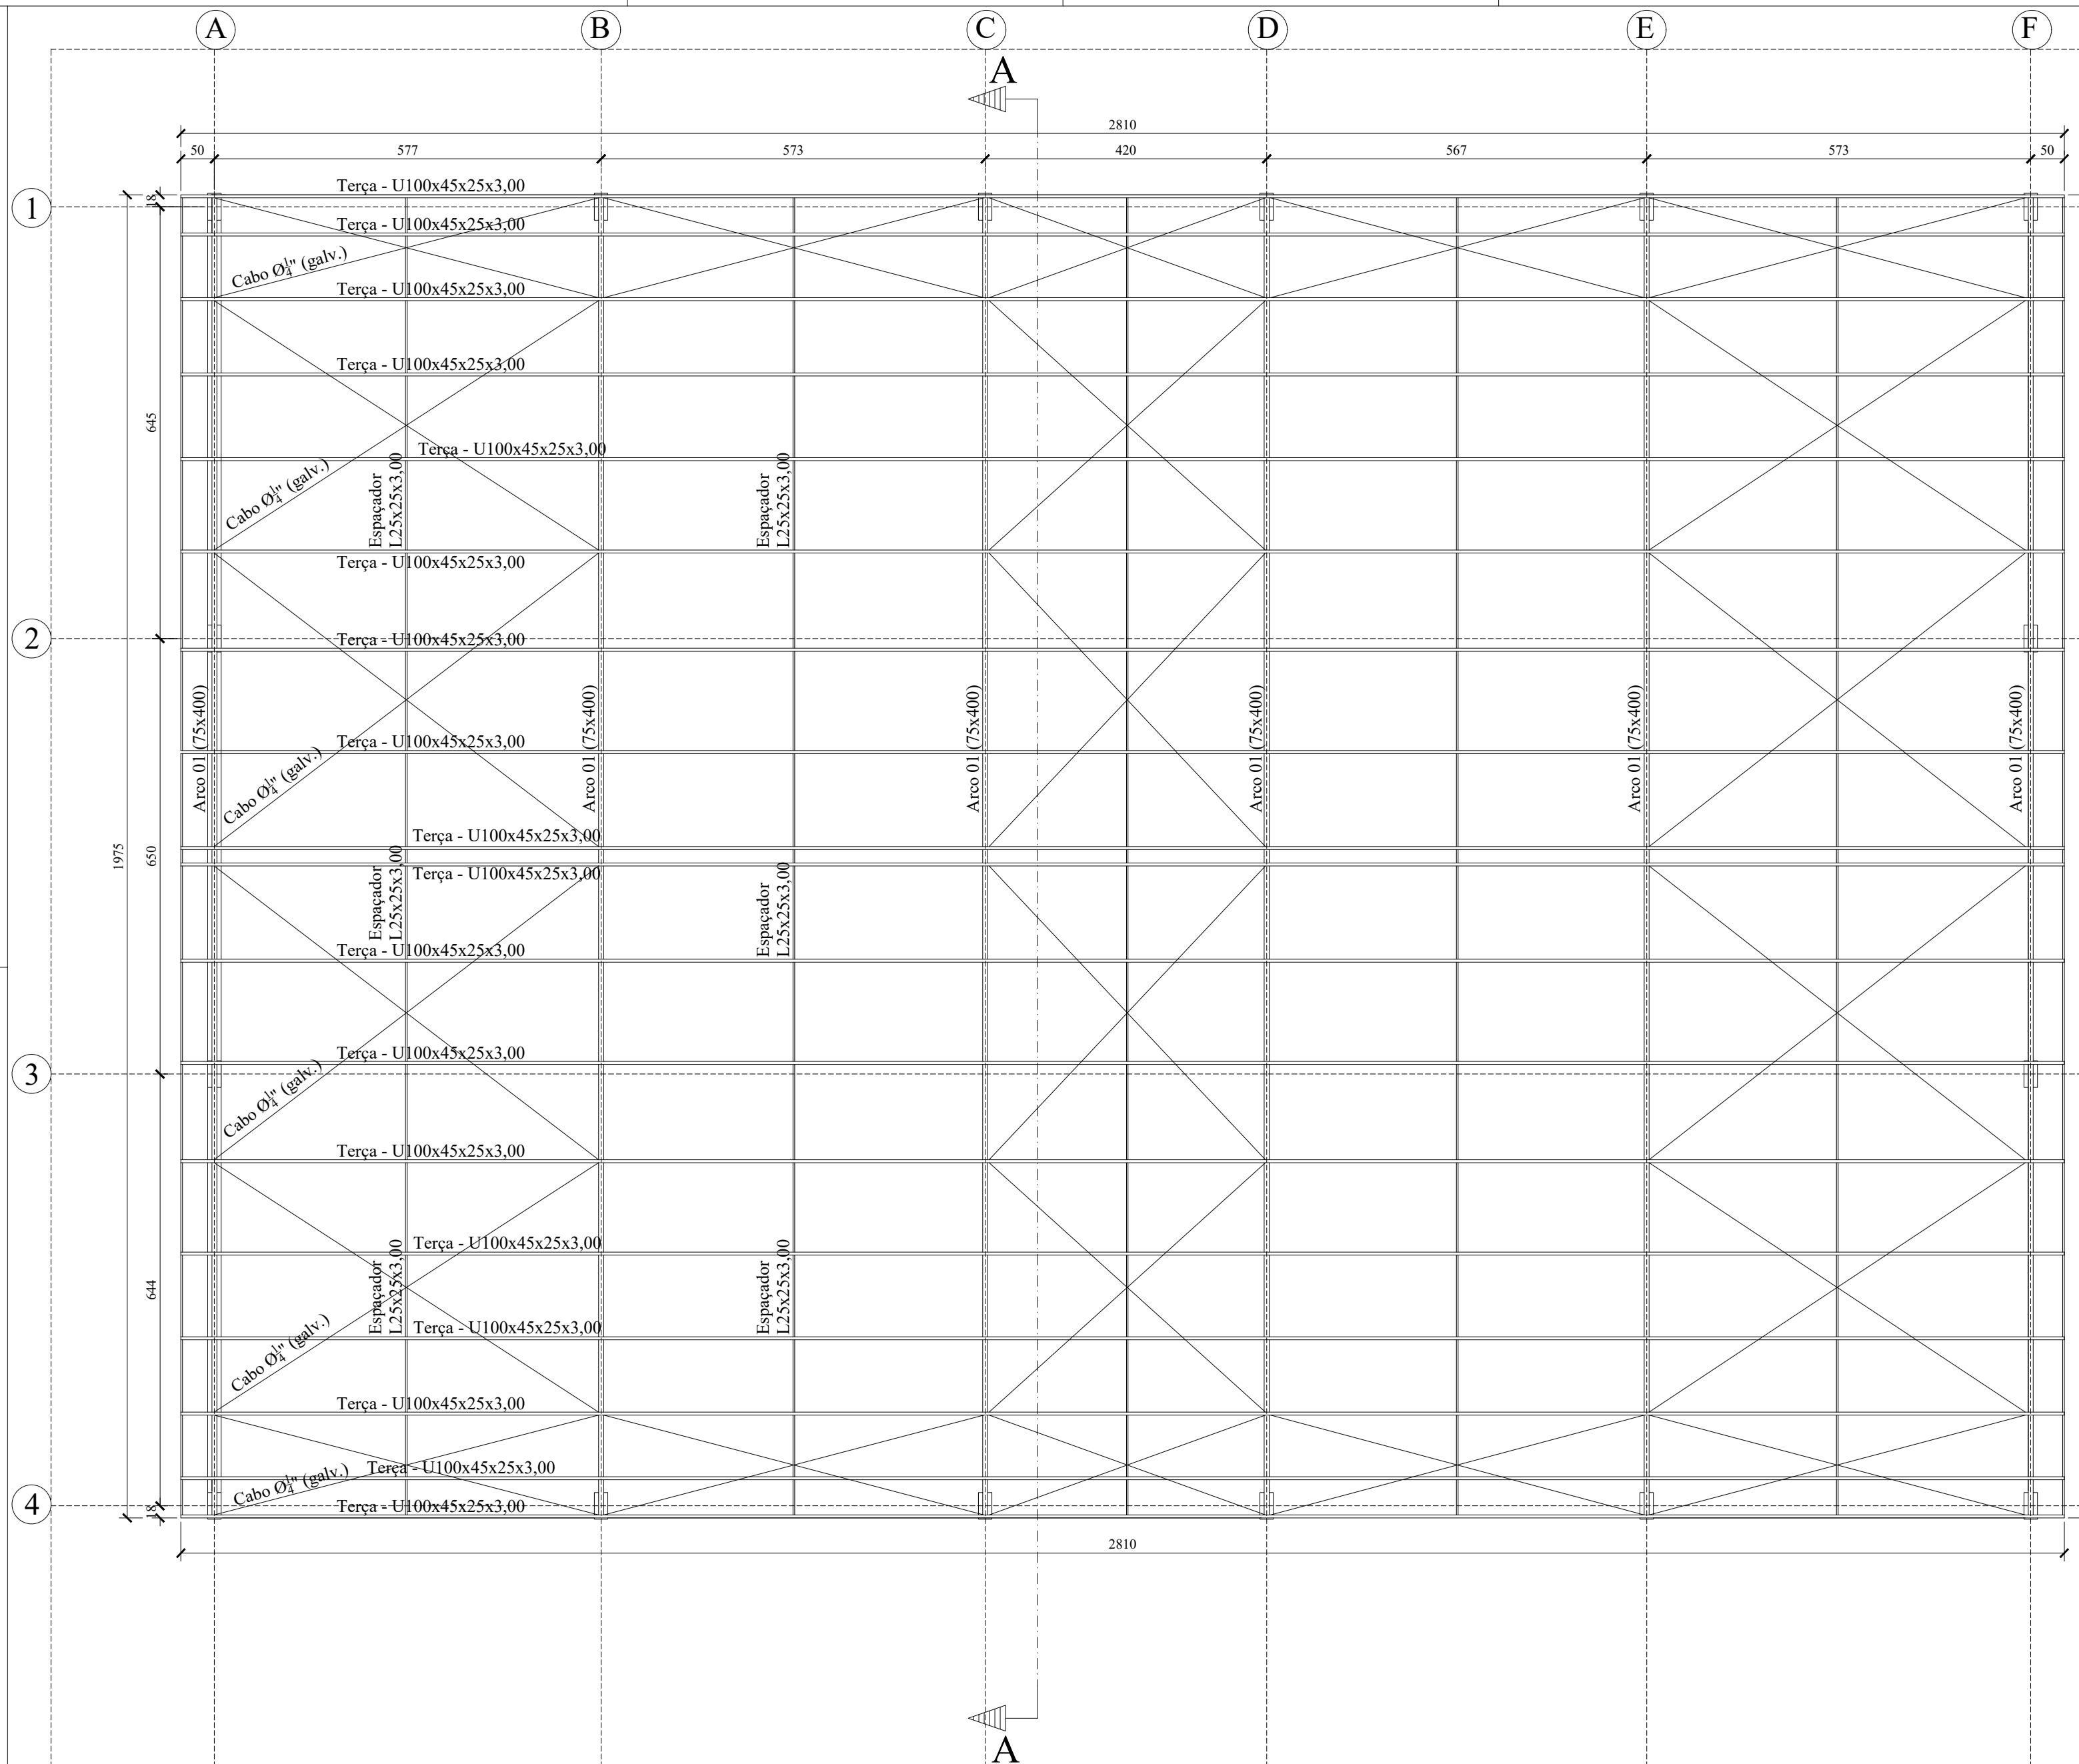 A B C D E F
A
2810
50 577 573 420 567 573 50
Terça - U100x45x25x3,00
18
1
Terça - U100x45x25x3,00
Cabo Ø1/4" (galv.)
Terça - U100x45x25x3,00
Terça - U100x45x25x3,00
645
Terça - U100x45x25x3,00
Cabo Ø1/4" (galv.)
Espaçador
L25x25x3,00
Espaçador
L25x25x3,00
Terça - U100x45x25x3,00
2
Terça - U100x45x25x3,00
Arco 01 (75x400)
Arco 01 (75x400)
Arco 01 (75x400)
Arco 01 (75x400)
Arco 01 (75x400)
Arco 01 (75x400)
Terça - U100x45x25x3,00
Cabo Ø1/4" (galv.)
Terça - U100x45x25x3,00
1975
650
Terça - U100x45x25x3,00
Espaçador
L25x25x3,00
Espaçador
L25x25x3,00
Terça - U100x45x25x3,00
Terça - U100x45x25x3,00
3
Cabo Ø1/4" (galv.)
Terça - U100x45x25x3,00
Terça - U100x45x25x3,00
644
Espaçador
L25x25x3,00
Espaçador
L25x25x3,00
Terça - U100x45x25x3,00
Cabo Ø1/4" (galv.)
Terça - U100x45x25x3,00
Terça - U100x45x25x3,00
Cabo Ø1/4" (galv.)
4
18
Terça - U100x45x25x3,00
2810
A